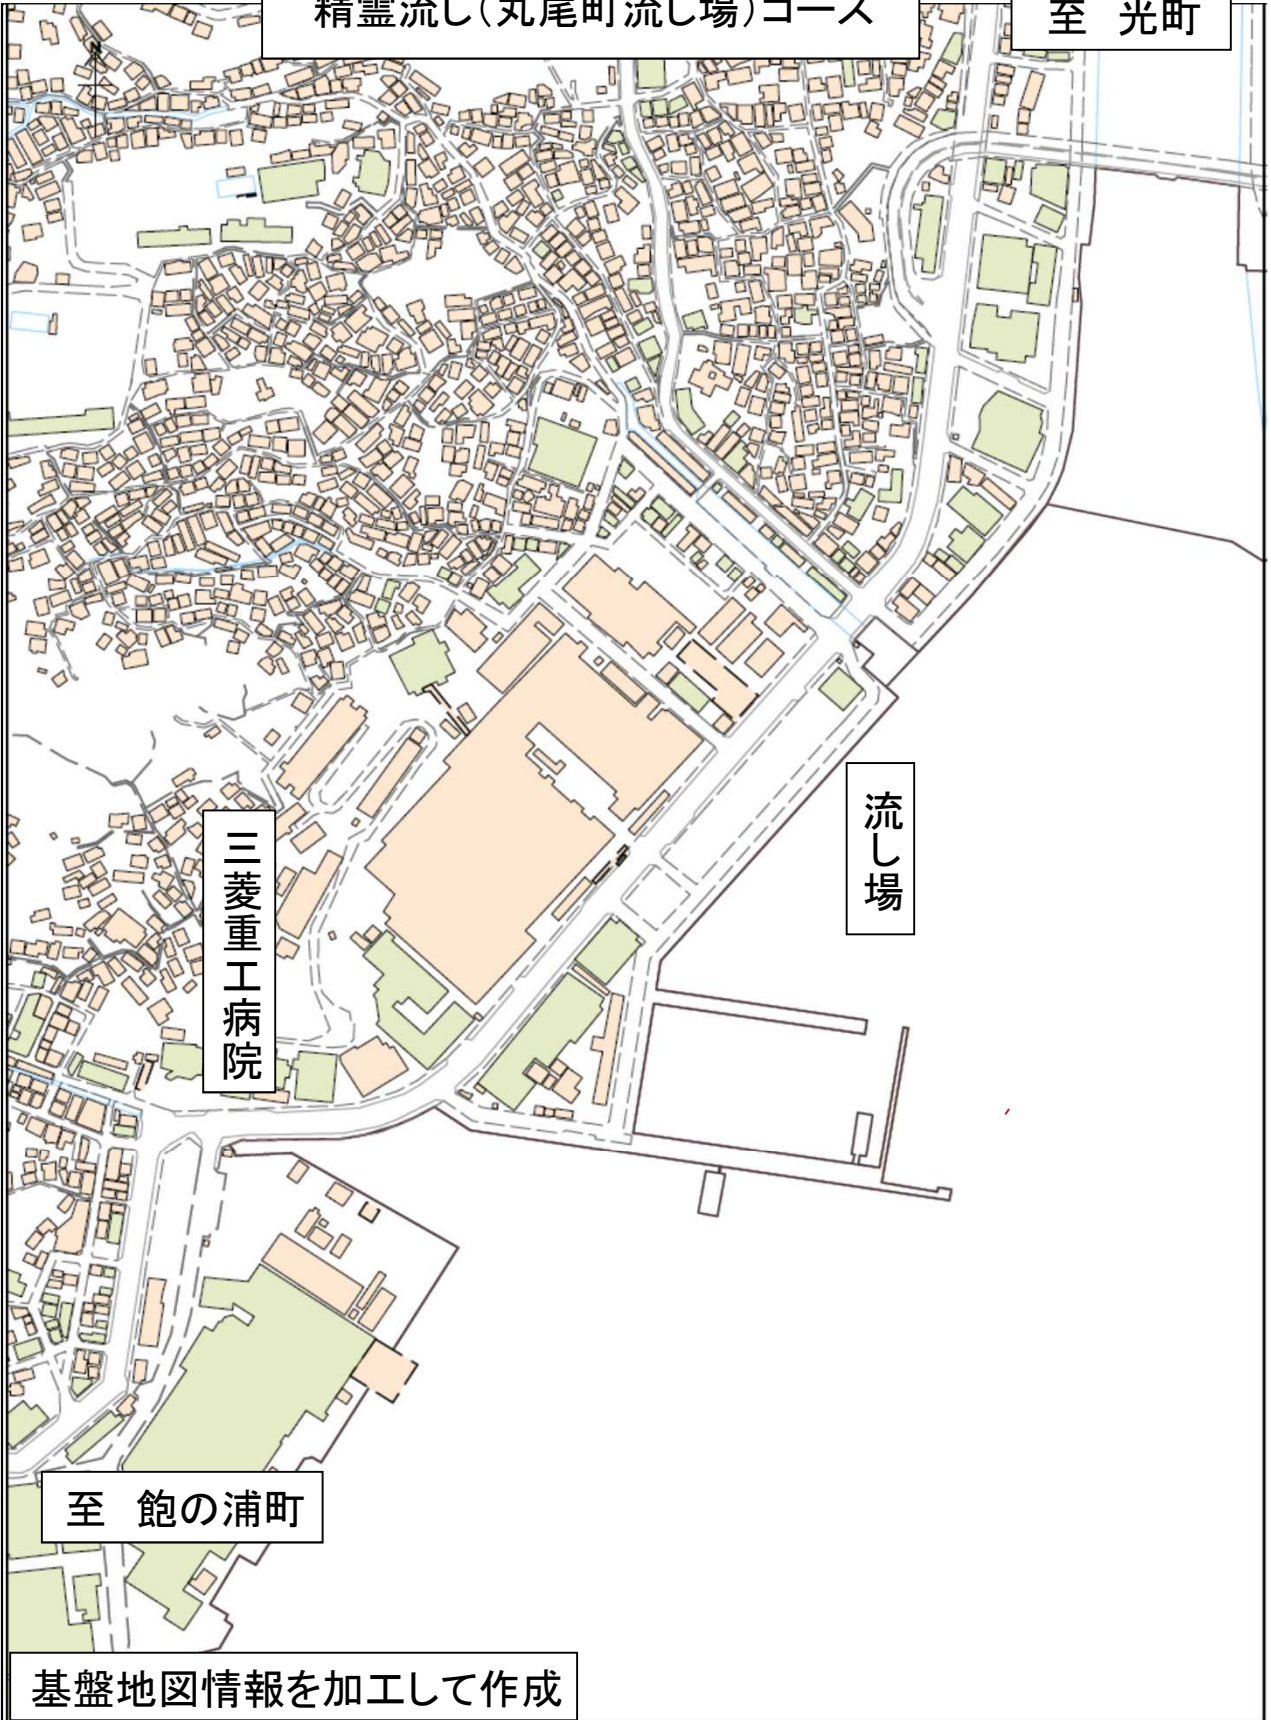 精霊流し(丸尾町流し場)コース
至 光町
N
流し場
三菱重工病院
至 飽の浦町
基盤地図情報を加工して作成